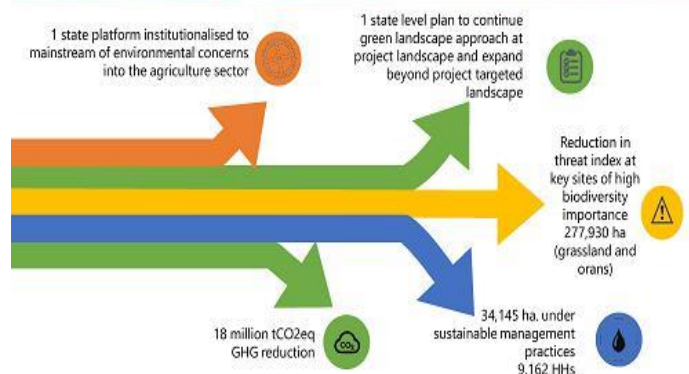 1 state platform institutionalised to
mainstream of environmental concerns
into the agriculture sector
1 state level plan to continue
green landscape approach at
project landscape and expand
beyond project targeted
landscape
Reduction in
threat index at
key sites of high
biodiversity
importance
277,930 ha
(grassland and
orans)
18 million tCO2eq
GHG reduction
CO₂
34,145 ha. under
sustainable management
practices
9,162 HHs